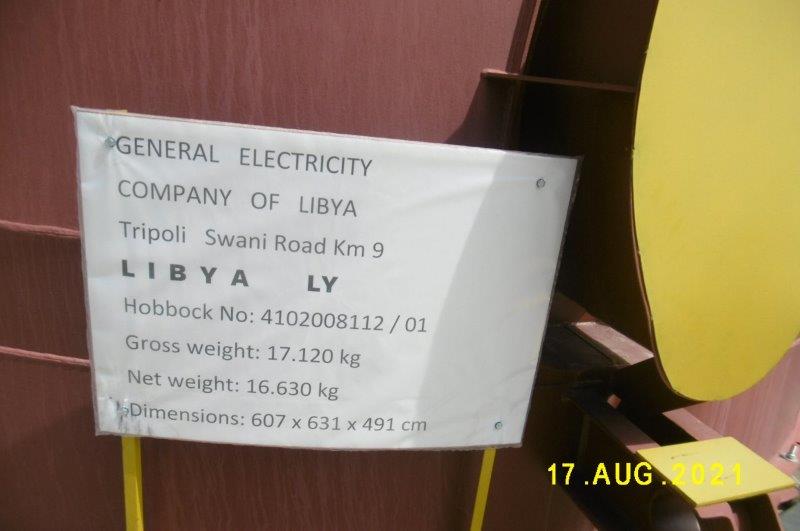 GENERAL ELECTRICITY
COMPANY OF LIBYA
Tripoli Swani Road Km 9
LIBYA LY
Hobbock No: 4102008112 / 01
Gross weight: 17.120 kg
Net weight: 16.630 kg
Dimensions: 607 x 631 x 491 cm
17.AUG.2021